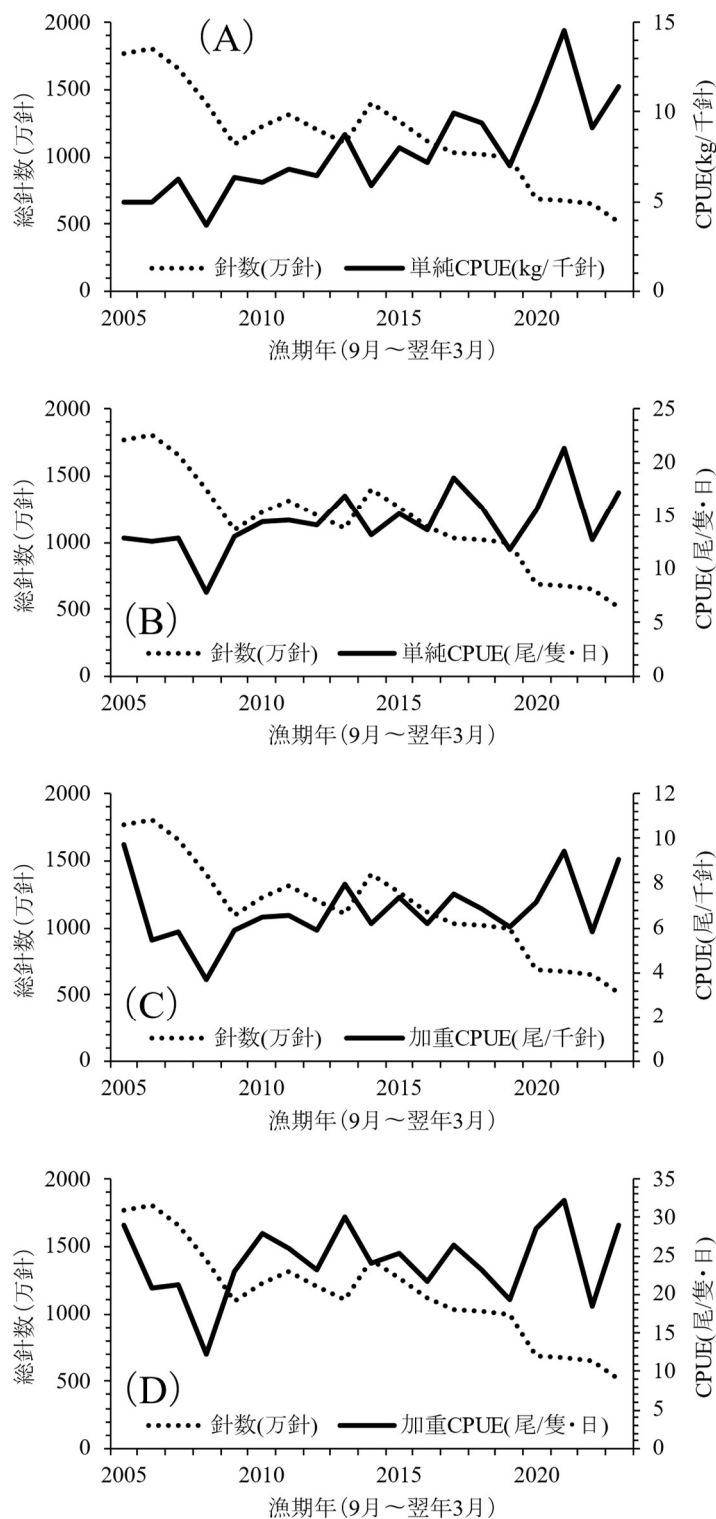 (A)
総針数(万針)
2000
1500
1000
500
0
CPUE(kg/千針)
15
10
5
0
針数(万針) 単純CPUE(kg/千針)
2005 2010 2015 2020
漁期年(9月～翌年3月)
(B)
総針数(万針)
2000
1500
1000
500
0
CPUE(尾/隻・日)
25
20
15
10
5
0
針数(万針) 単純CPUE(尾/隻・日)
2005 2010 2015 2020
漁期年(9月～翌年3月)
(C)
総針数(万針)
2000
1500
1000
500
0
CPUE(尾/千針)
12
10
8
6
4
2
0
針数(万針) 加重CPUE(尾/千針)
2005 2010 2015 2020
漁期年(9月～翌年3月)
(D)
総針数(万針)
2000
1500
1000
500
0
CPUE(尾/隻・日)
35
30
25
20
15
10
5
0
針数(万針) 加重CPUE(尾/隻・日)
2005 2010 2015 2020
漁期年(9月～翌年3月)